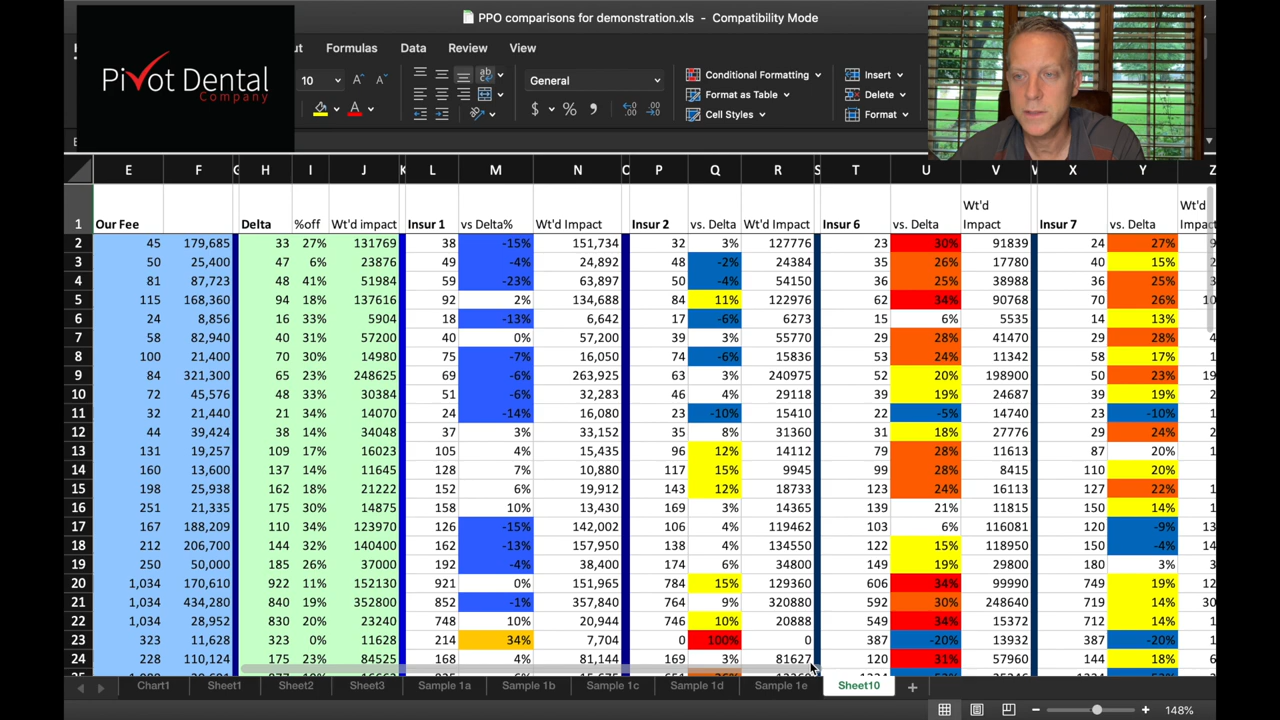 PPO comparisons for demonstration.xls - Compatibility Mode
Pivot Dental
Company
Formulas Data Review View
10 General Conditional Formatting Insert
Format as Table Delete
$ % Cell Styles Format
E F G H I J K L M N O P Q R S T U V W X Y Z
1 Our Fee Delta %off Wt'd impact Insur 1 vs Delta% Wt'd Impact Insur 2 vs. Delta Wt'd Impact Insur 6 vs. Delta Wt'd Impact Insur 7 vs. Delta Wt'd
2 45 179,685 33 27% 131769 38 -15% 151,734 32 3% 127776 23 30% 91839 24 27%
3 50 25,400 47 6% 23876 49 -4% 24,892 48 -2% 24384 35 26% 17780 40 15%
4 81 87,723 48 41% 51984 59 -23% 63,897 50 -4% 54150 36 25% 38988 36 25%
5 115 168,360 94 18% 137616 92 2% 134,688 84 11% 122976 62 34% 90768 70 26% 10
6 24 8,856 16 33% 5904 18 -13% 6,642 17 -6% 6273 15 6% 5535 14 13%
7 58 82,940 40 31% 57200 40 0% 57,200 39 3% 55770 29 28% 41470 29 28% 4
8 100 21,400 70 30% 14980 75 -7% 16,050 74 -6% 15836 53 24% 11342 58 17% 1
9 84 321,300 65 23% 248625 69 -6% 263,925 63 3% 240975 52 20% 198900 50 23% 19
10 72 45,576 48 33% 30384 51 -6% 32,283 46 4% 29118 39 19% 24687 39 19% 2
11 32 21,440 21 34% 14070 24 -14% 16,080 23 -10% 15410 22 -5% 14740 23 -10% 1
12 44 39,424 38 14% 34048 37 3% 33,152 35 8% 31360 31 18% 27776 29 24% 2
13 131 19,257 109 17% 16023 105 4% 15,435 96 12% 14112 79 28% 11613 87 20% 1
14 160 13,600 137 14% 11645 128 7% 10,880 117 15% 9945 99 28% 8415 110 20%
15 198 25,938 162 18% 21222 152 6% 19,912 143 12% 18733 123 24% 16113 127 22% 1
16 251 21,335 175 30% 14875 158 10% 13,430 169 3% 14365 139 21% 11815 150 14% 1
17 167 188,209 110 34% 123970 126 -15% 142,002 106 4% 119462 103 6% 116081 120 -9% 13
18 212 206,700 144 32% 140400 162 -13% 157,950 138 4% 134550 122 15% 118950 150 -4% 14
19 250 50,000 185 26% 37000 192 -4% 38,400 174 6% 34800 149 19% 29800 180 3% 3
20 1,034 170,610 922 11% 152130 921 0% 151,965 784 15% 129360 606 34% 99990 749 19% 12
21 1,034 434,280 840 19% 352800 852 -1% 357,840 764 9% 320880 592 30% 248640 719 14% 30
22 1,034 28,952 830 20% 23240 748 10% 20,944 746 10% 20888 549 34% 15372 712 14% 1
23 323 11,628 323 0% 11628 214 34% 7,704 0 100% 0 387 -20% 13932 387 -20% 1
24 228 110,124 175 23% 84525 168 4% 81,144 169 3% 81627 120 31% 57960 144 18% 6
Chart1 Sheet1 Sheet2 Sheet3 Sample 1a Sample 1b Sample 1c Sample 1d Sample 1e Sheet10
148%